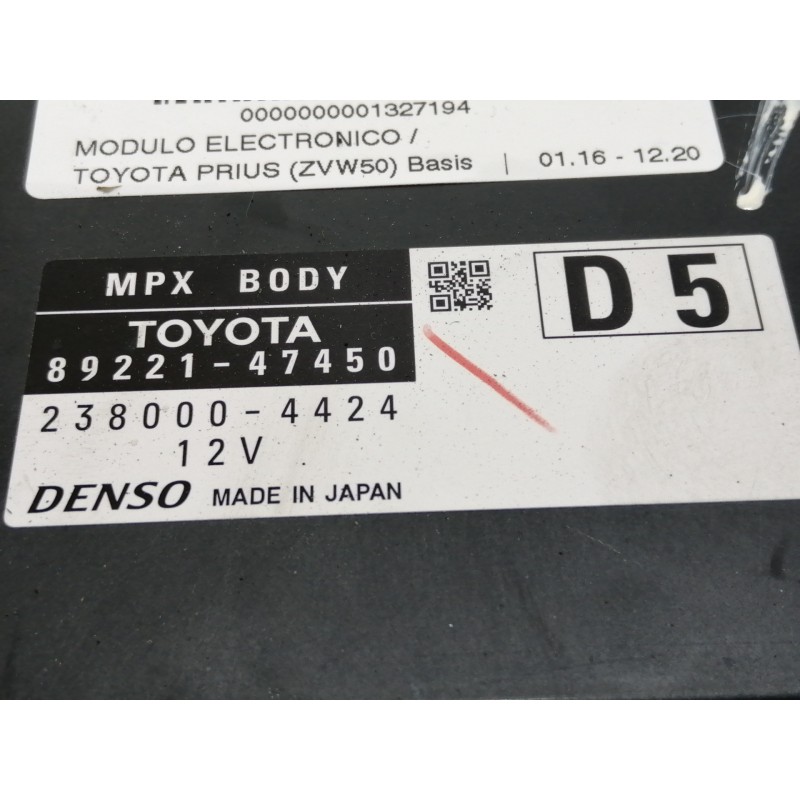 0000000001327194
MODULO ELECTRONICO /
TOYOTA PRIUS (ZVW50) Basis | 01.16 - 12.20
MPX BODY
D 5
TOYOTA
89221-47450
238000-4424
12V
DENSO MADE IN JAPAN